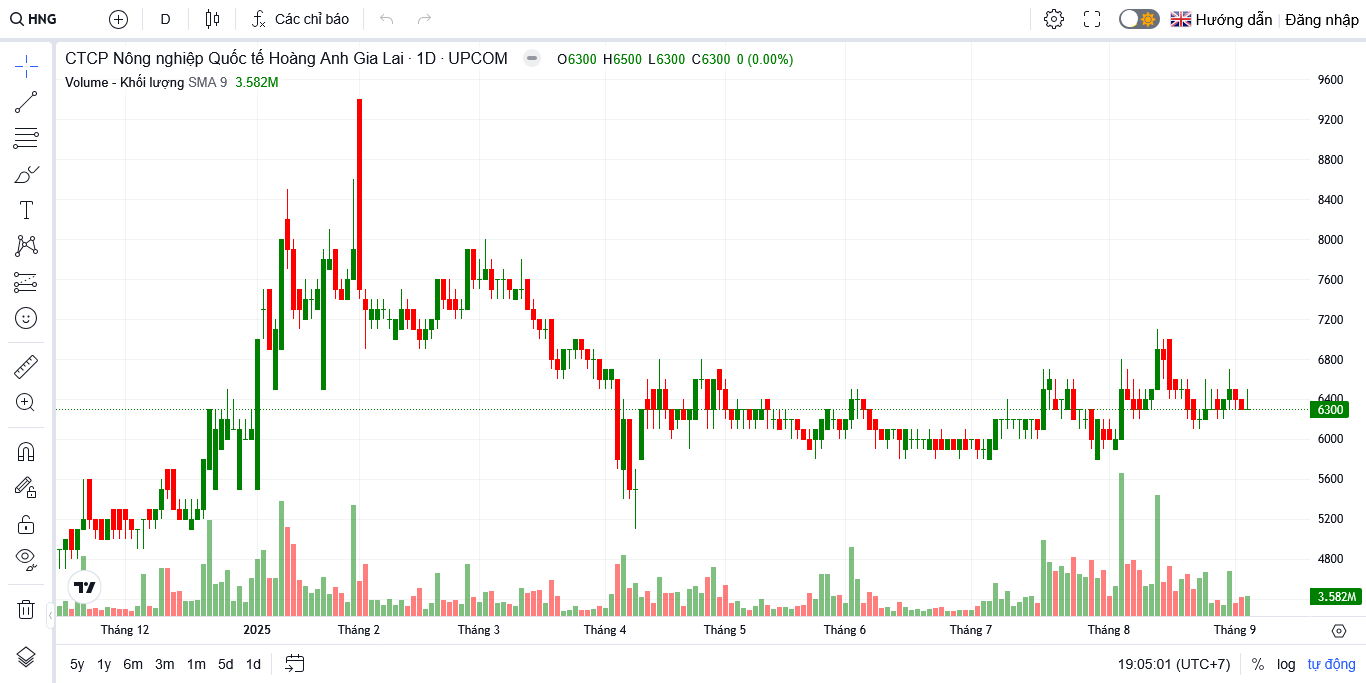 HNG D Các chỉ báo Hướng dẫn Đăng nhập
CTCP Nông nghiệp Quốc tế Hoàng Anh Gia Lai · 1D · UPCOM O6300 H6500 L6300 C6300 0 (0.00%)
Volume - Khối lượng SMA 9 3.582M
9600
9200
8800
8400
8000
7600
7200
6800
6400
6300
6000
5600
5200
4800
3.582M
Tháng 12 2025 Tháng 2 Tháng 3 Tháng 4 Tháng 5 Tháng 6 Tháng 7 Tháng 8 Tháng 9
5y 1y 6m 3m 1m 5d 1d 19:05:01 (UTC+7) % log tự động